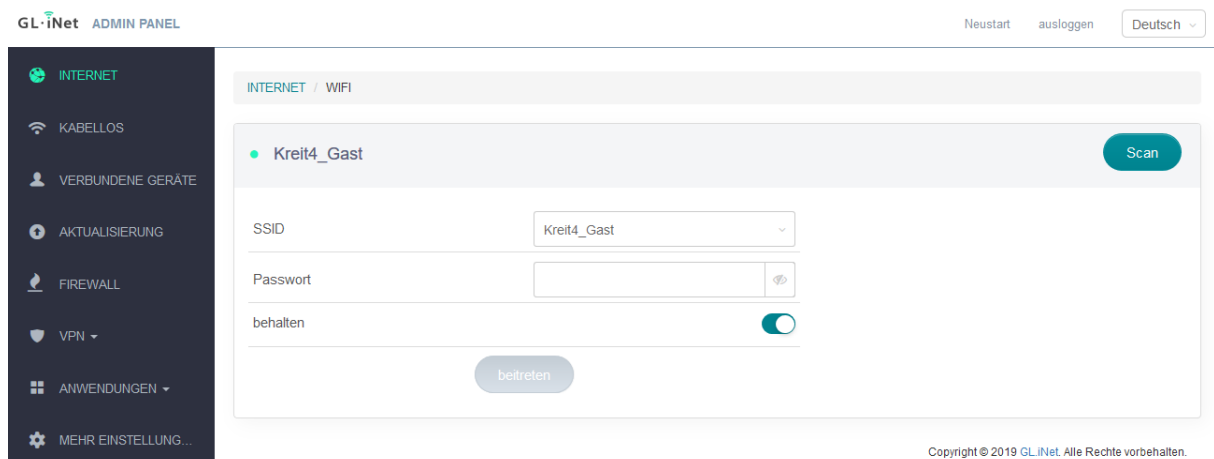 GL·iNet ADMIN PANEL
Neustart ausloggen Deutsch
INTERNET
KABELLOS
VERBUNDENE GERÄTE
AKTUALISIERUNG
FIREWALL
VPN
ANWENDUNGEN
MEHR EINSTELLUNG...
INTERNET / WIFI
Kreit4_Gast
Scan
SSID Kreit4_Gast
Passwort
behalten
beitreten
Copyright © 2019 GL.iNet. Alle Rechte vorbehalten.